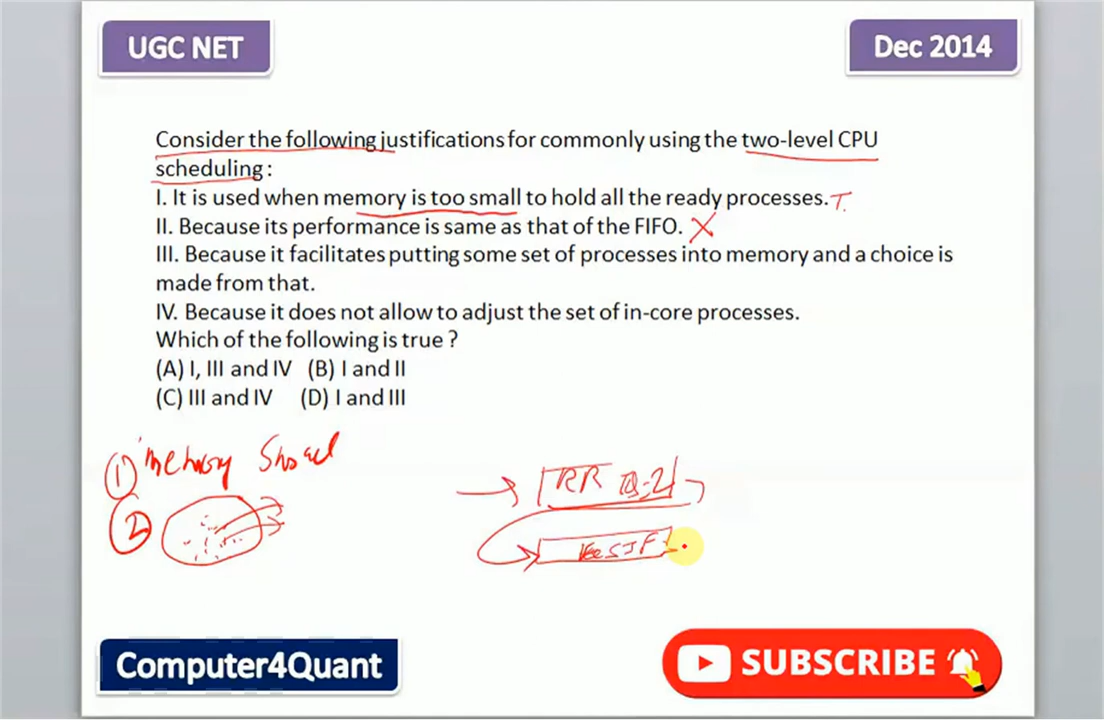 UGC NET
Dec 2014
Consider the following justifications for commonly using the two-level CPU
scheduling :
I. It is used when memory is too small to hold all the ready processes. T.
II. Because its performance is same as that of the FIFO. X
III. Because it facilitates putting some set of processes into memory and a choice is
made from that.
IV. Because it does not allow to adjust the set of in-core processes.
Which of the following is true ?
(A) I, III and IV (B) I and II
(C) III and IV (D) I and III
1 memory
2
RR Q=2
SJF
Computer4Quant
SUBSCRIBE